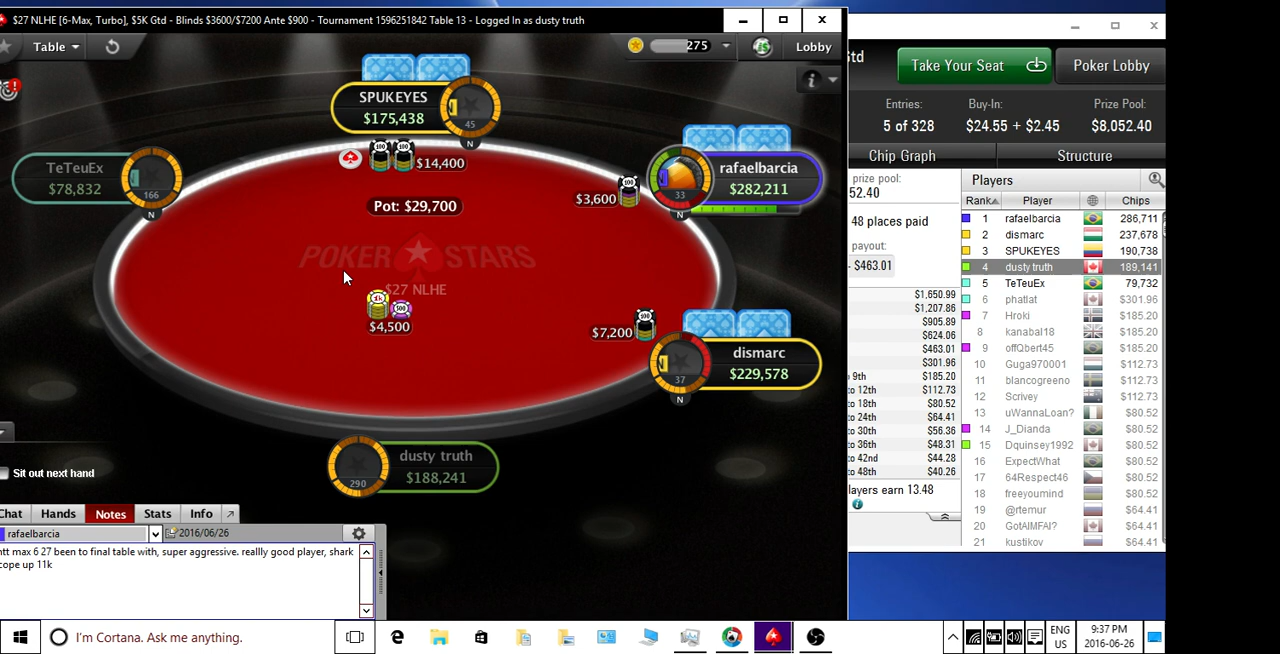 $27 NLHE [6-Max, Turbo], $5K Gtd - Blinds $3600/$7200 Ante $900 - Tournament 1596251842 Table 13 - Logged In as dusty truth
Table
275
Lobby
SPUKEYES
$175,438
45
N
TeTeuEx
$78,832
166
N
$14,400
rafaelbarcia
$282,211
33
N
$3,600
Pot: $29,700
POKER STARS
$27 NLHE
$4,500
$7,200
dismarc
$229,578
37
N
dusty truth
$188,241
290
Sit out next hand
Chat
Hands
Notes
Stats
Info
rafaelbarcia
2016/06/26
mtt max 6 27 been to final table with, super aggressive. reallly good player, shark
cope up 11k
Std
Take Your Seat
Poker Lobby
Entries:
Buy-In:
Prize Pool:
5 of 328
$24.55 + $2.45
$8,052.40
Chip Graph
Structure
prize pool:
52.40
48 places paid
payout:
- $463.01
$1,650.99
$1,207.86
$905.89
$624.06
$463.01
$301.96
o 9th $185.20
to 12th $112.73
to 18th $80.52
to 24th $64.41
to 30th $56.36
to 36th $48.31
to 42nd $44.28
to 48th $40.26
layers earn 13.48
Players
Rank Player Chips
1 rafaelbarcia 286,711
2 dismarc 237,678
3 SPUKEYES 190,738
4 dusty truth 189,141
5 TeTeuEx 79,732
6 phatlat $301.96
7 Hroki $185.20
8 kanabal18 $185.20
9 offQbert45 $185.20
10 Guga970001 $112.73
11 blancogreeno $112.73
12 Scrivey $112.73
13 uWannaLoan? $80.52
14 J_Dianda $80.52
15 Dquinsey1992 $80.52
16 ExpectWhat $80.52
17 64Respect46 $80.52
18 freeyoumind $80.52
19 @rtemur $64.41
20 GotAIMFAI? $64.41
21 kustikov $64.41
I'm Cortana. Ask me anything.
ENG
US
9:37 PM
2016-06-26